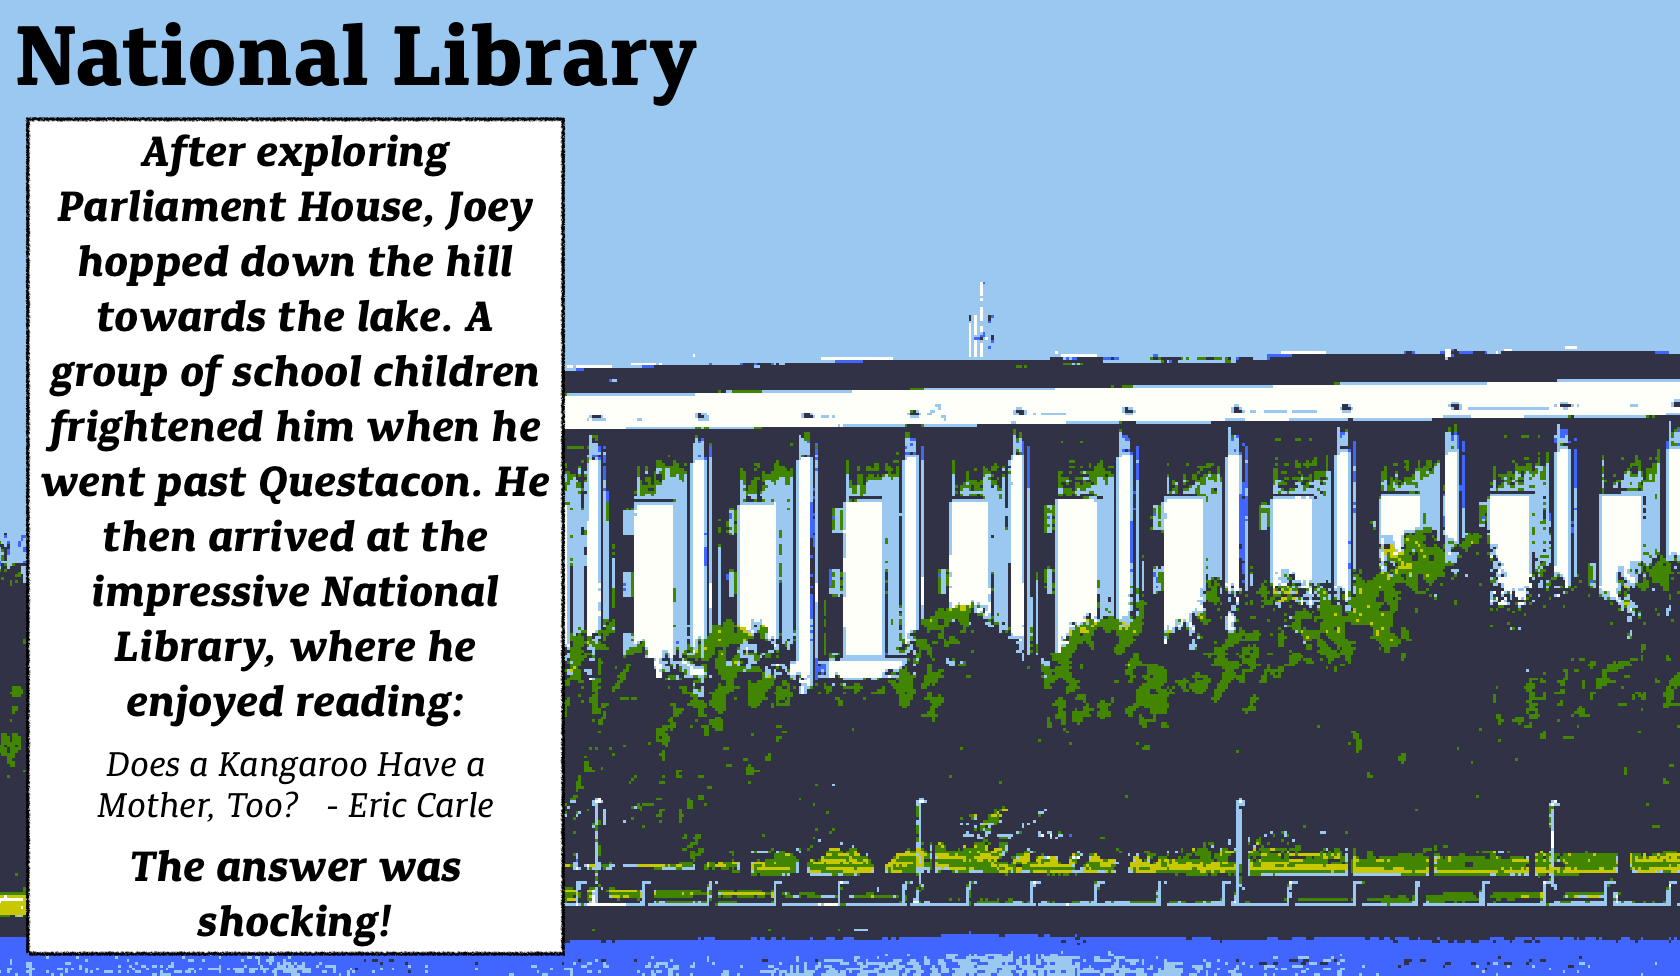 National Library
After exploring
Parliament House, Joey
hopped down the hill
towards the lake. A
group of school children
frightened him when he
went past Questacon. He
then arrived at the
impressive National
Library, where he
enjoyed reading:
Does a Kangaroo Have a
Mother, Too?   - Eric Carle
The answer was
shocking!